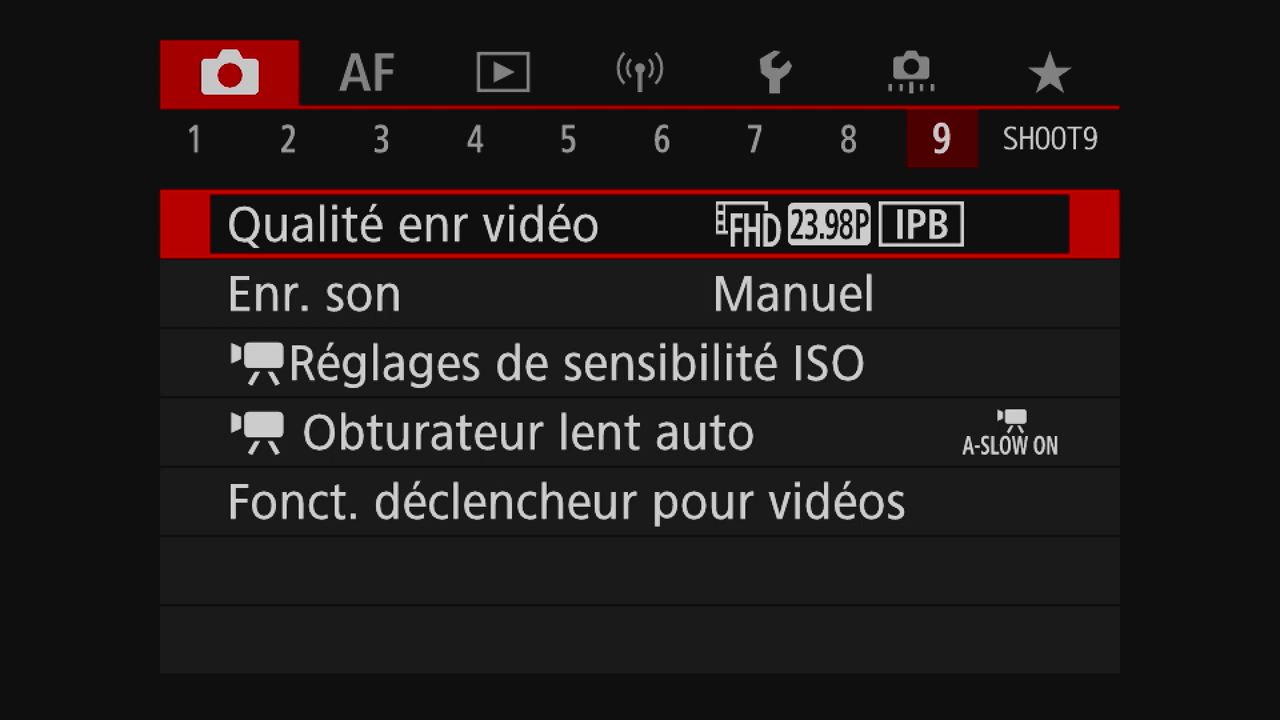 AF
1 2 3 4 5 6 7 8 9 SHOOT9
Qualité enr vidéo FHD 23.98P IPB
Enr. son Manuel
Réglages de sensibilité ISO
Obturateur lent auto A-SLOW ON
Fonct. déclencheur pour vidéos